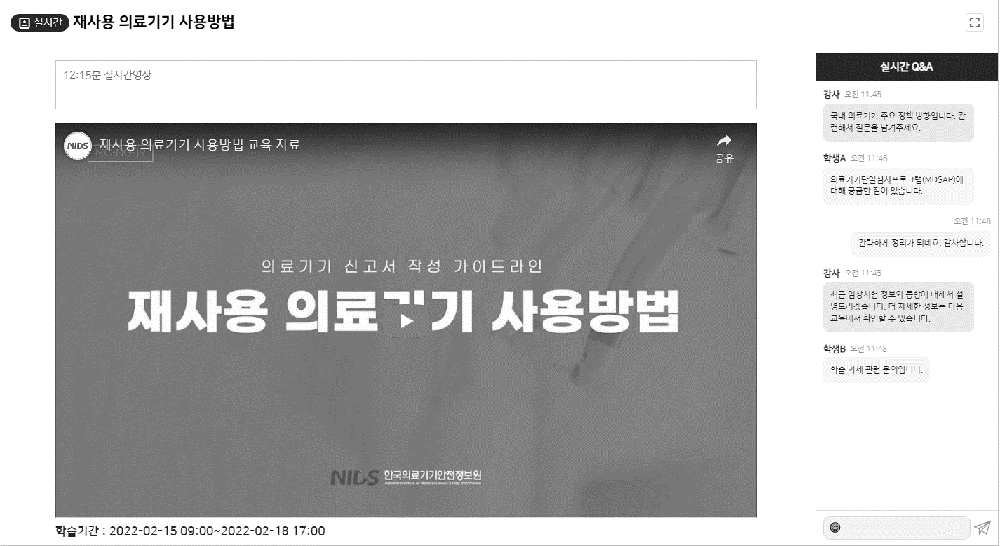 실시간 재사용 의료기기 사용방법
12:15분 실시간영상
NIDS 재사용 의료기기 사용방법 교육 자료
MC-NG-19
공유
의료기기 신고서 작성 가이드라인
재사용 의료기기 사용방법
NIDS 한국의료기기안전정보원
National Institute of Medical Device Safety Information
학습기간 : 2022-02-15 09:00~2022-02-18 17:00
실시간 Q&A
강사 오전 11:45
국내 의료기기 주요 정책 방향입니다. 관
련해서 질문을 남겨주세요.
학생A 오전 11:46
의료기기단일심사프로그램(MDSAP)에
대해 궁금한 점이 있습니다.
오전 11:48
간략하게 정리가 되네요. 감사합니다.
강사 오전 11:45
최근 임상시험 정보와 동향에 대해서 설
명드리겠습니다. 더 자세한 정보는 다음
교육에서 확인할 수 있습니다.
학생B 오전 11:48
학습 과제 관련 문의입니다.